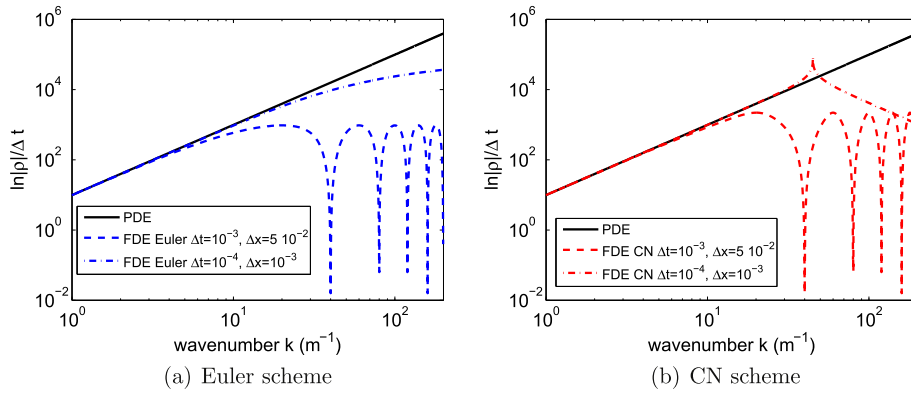 10^6
10^4
10^2
10^0
10^-2
ln|ρ|/Δ t
PDE
FDE Euler Δt=10^-3, Δx=5 10^-2
FDE Euler Δt=10^-4, Δx=10^-3
10^0 10^1 10^2
wavenumber k (m^-1)
(a) Euler scheme
10^6
10^4
10^2
10^0
10^-2
ln|ρ|/Δ t
PDE
FDE CN Δt=10^-3, Δx=5 10^-2
FDE CN Δt=10^-4, Δx=10^-3
10^0 10^1 10^2
wavenumber k (m^-1)
(b) CN scheme